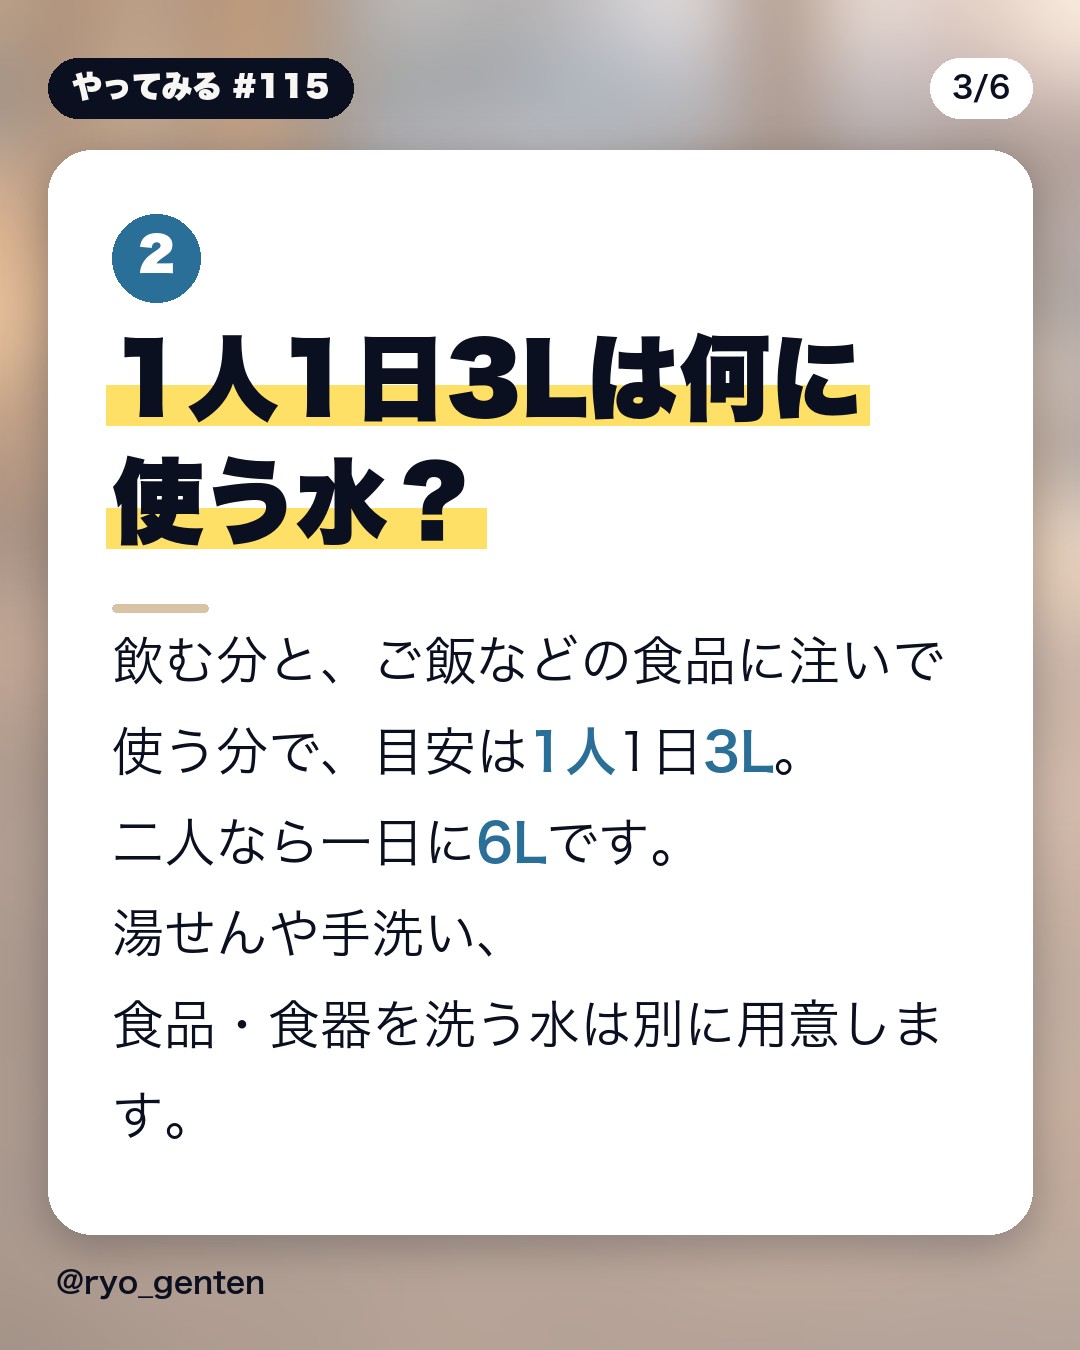 やってみる #115
3/6
2
1人1日3Lは何に
使う水？
飲む分と、ご飯などの食品に注いで
使う分で、目安は1人1日3L。
二人なら一日に6Lです。
湯せんや手洗い、
食品・食器を洗う水は別に用意しま
す。
@ryo_genten